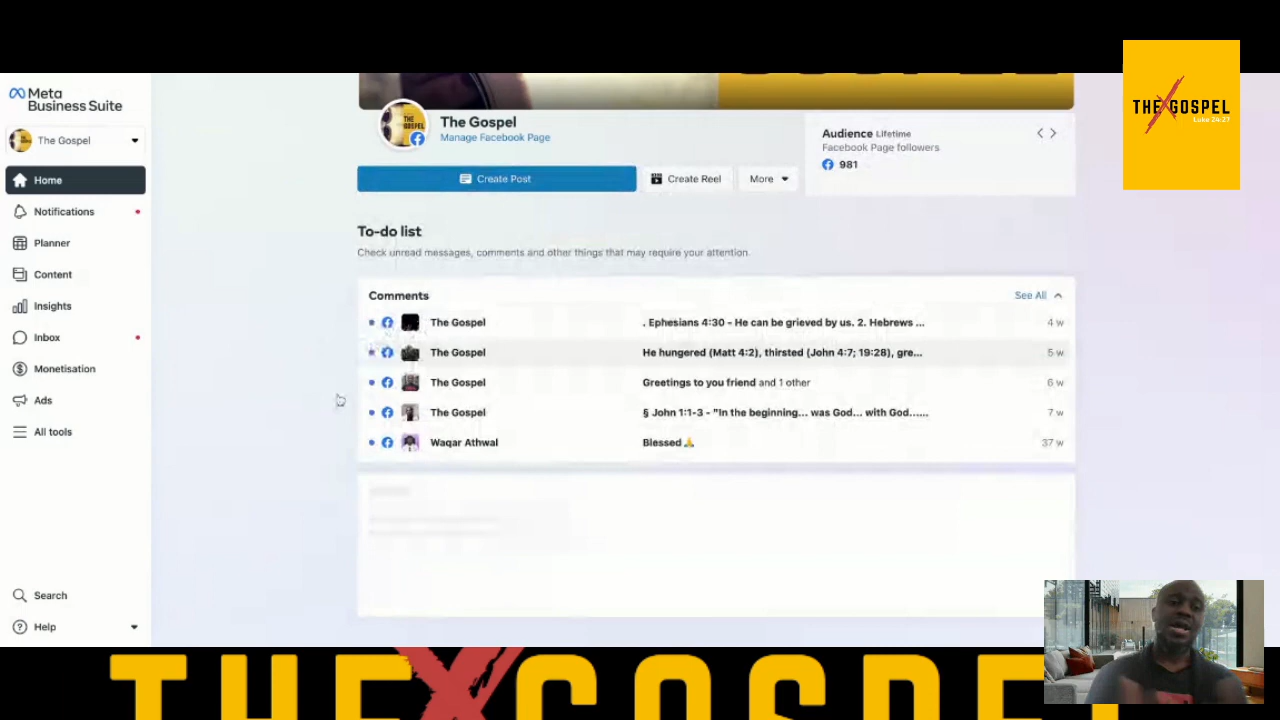 Meta
Business Suite
The Gospel
Home
Notifications
Planner
Content
Insights
Inbox
Monetisation
Ads
All tools
Search
Help
The Gospel
Manage Facebook Page
Create Post
Create Reel
More
Audience Lifetime
Facebook Page followers
981
To-do list
Check unread messages, comments and other things that may require your attention.
Comments
See All
The Gospel . Ephesians 4:30 - He can be grieved by us. 2. Hebrews ... 4 w
The Gospel He hungered (Matt 4:2), thirsted (John 4:7; 19:28), gre... 5 w
The Gospel Greetings to you friend and 1 other 6 w
The Gospel § John 1:1-3 - "In the beginning... was God... with God...... 7 w
Waqar Athwal Blessed🙏 37 w
THE GOSPEL
Luke 24:27
THE GOSPE